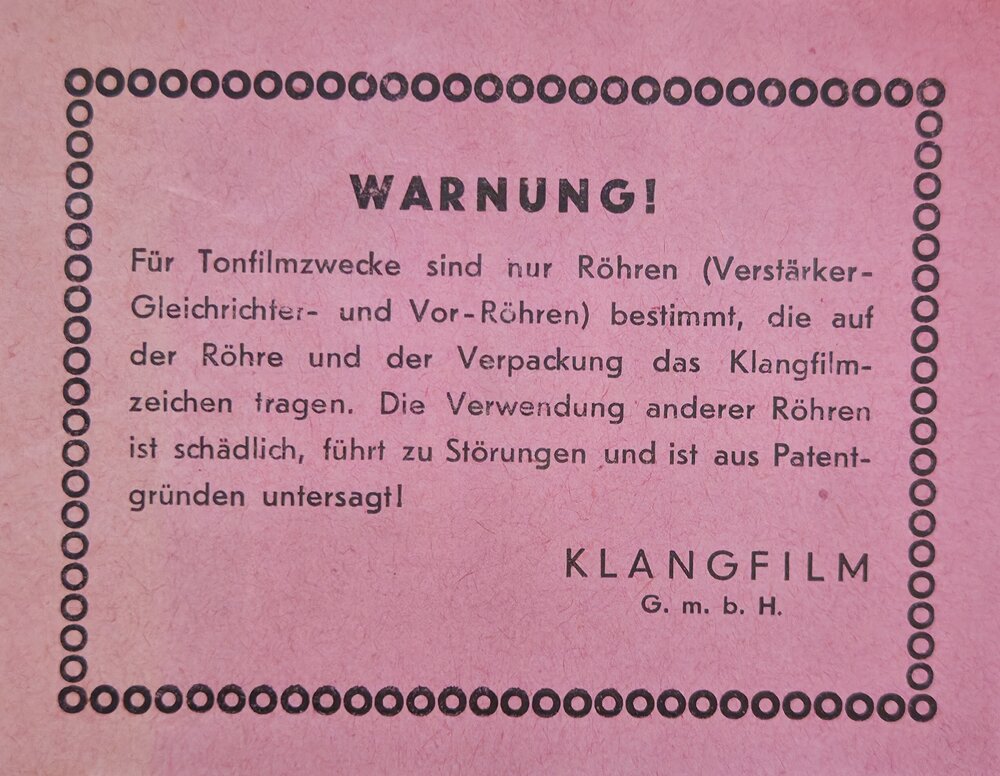 WARNUNG!
Für Tonfilmzwecke sind nur Röhren (Verstärker-
Gleichrichter- und Vor-Röhren) bestimmt, die auf
der Röhre und der Verpackung das Klangfilm-
zeichen tragen. Die Verwendung anderer Röhren
ist schädlich, führt zu Störungen und ist aus Patent-
gründen untersagt!
KLANGFILM
G. m. b. H.